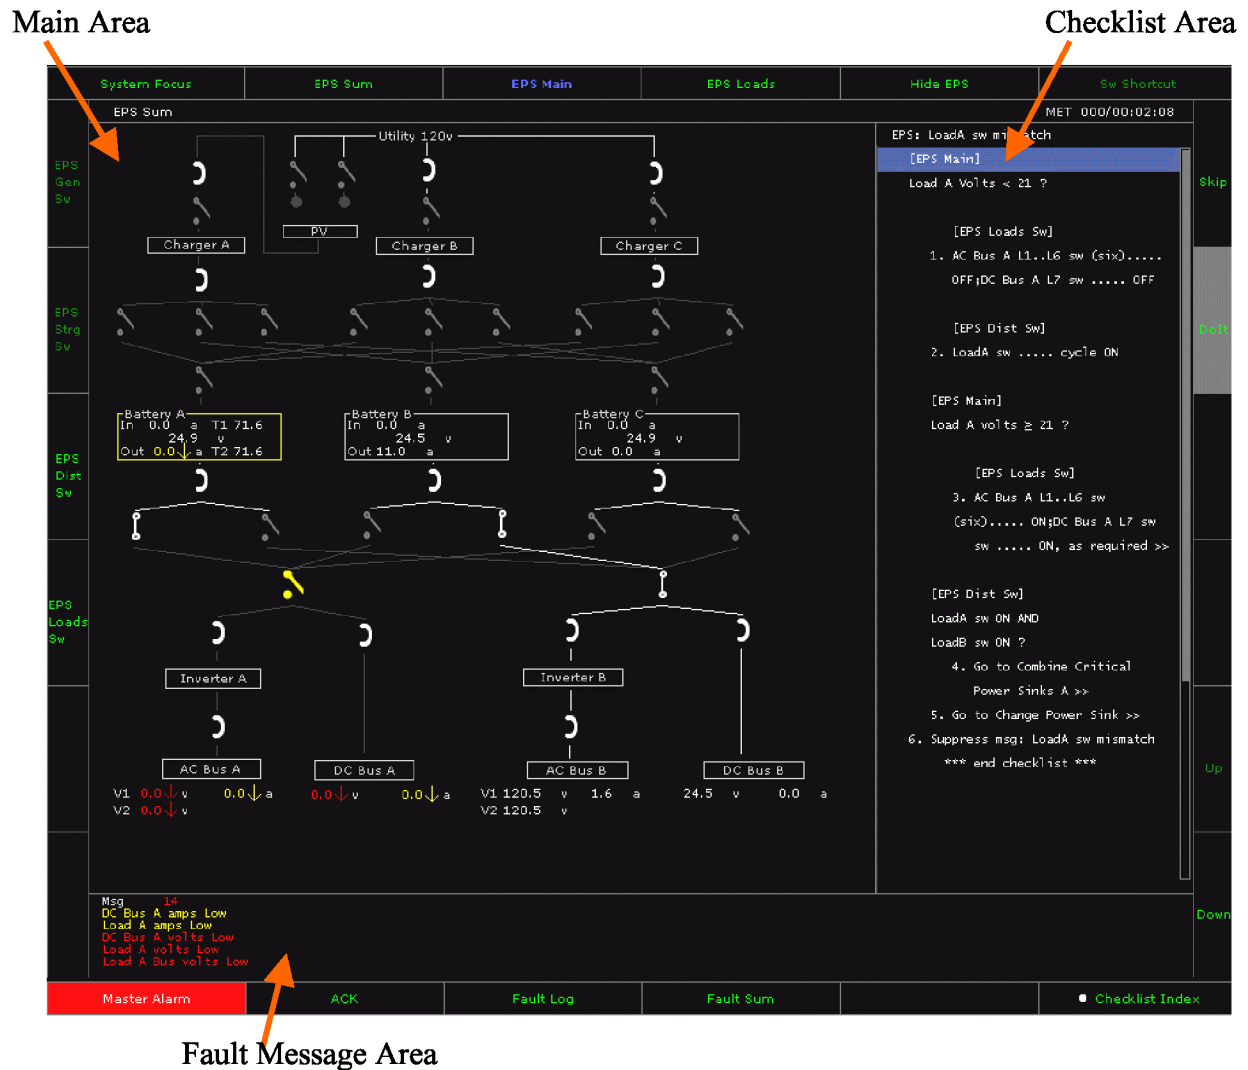 Main Area
Checklist Area
System Focus
EPS Sum
EPS Main
EPS Loads
Hide EPS
Sw Shortcut
EPS Sum
MET 000/00:02:08
EPS
Gen
Sw
EPS
Strg
Sw
EPS
Dist
Sw
EPS
Loads
Sw
Utility 120v
PV
Charger A
Charger B
Charger C
Battery A
In 0.0 a T1 71.6
24.9 v
Out 0.0 a T2 71.6
Battery B
In 0.0 a
24.5 v
Out 11.0 a
Battery C
In 0.0 a
24.9 v
Out 0.0 a
Inverter A
Inverter B
AC Bus A
DC Bus A
AC Bus B
DC Bus B
V1 0.0 v 0.0 a
V2 0.0 v
0.0 v 0.0 a
V1 120.5 v 1.6 a
V2 120.5 v
24.5 v 0.0 a
EPS: LoadA sw mismatch
[EPS Main]
Load A Volts < 21 ?
[EPS Loads Sw]
1. AC Bus A L1..L6 sw (six).....
OFF;DC Bus A L7 sw ..... OFF
[EPS Dist Sw]
2. LoadA sw ..... cycle ON
[EPS Main]
Load A volts ≥ 21 ?
[EPS Loads Sw]
3. AC Bus A L1..L6 sw
(six)..... ON;DC Bus A L7 sw
sw ..... ON, as required >>
[EPS Dist Sw]
LoadA sw ON AND
LoadB sw ON ?
4. Go to Combine Critical
Power Sinks A >>
5. Go to Change Power Sink >>
6. Suppress msg: LoadA sw mismatch
*** end checklist ***
Skip
DoIt
Up
Down
Msg 14
DC Bus A amps Low
Load A amps Low
DC Bus A volts Low
Load A volts Low
Load A Bus volts Low
Master Alarm
ACK
Fault Log
Fault Sum
Checklist Index
Fault Message Area